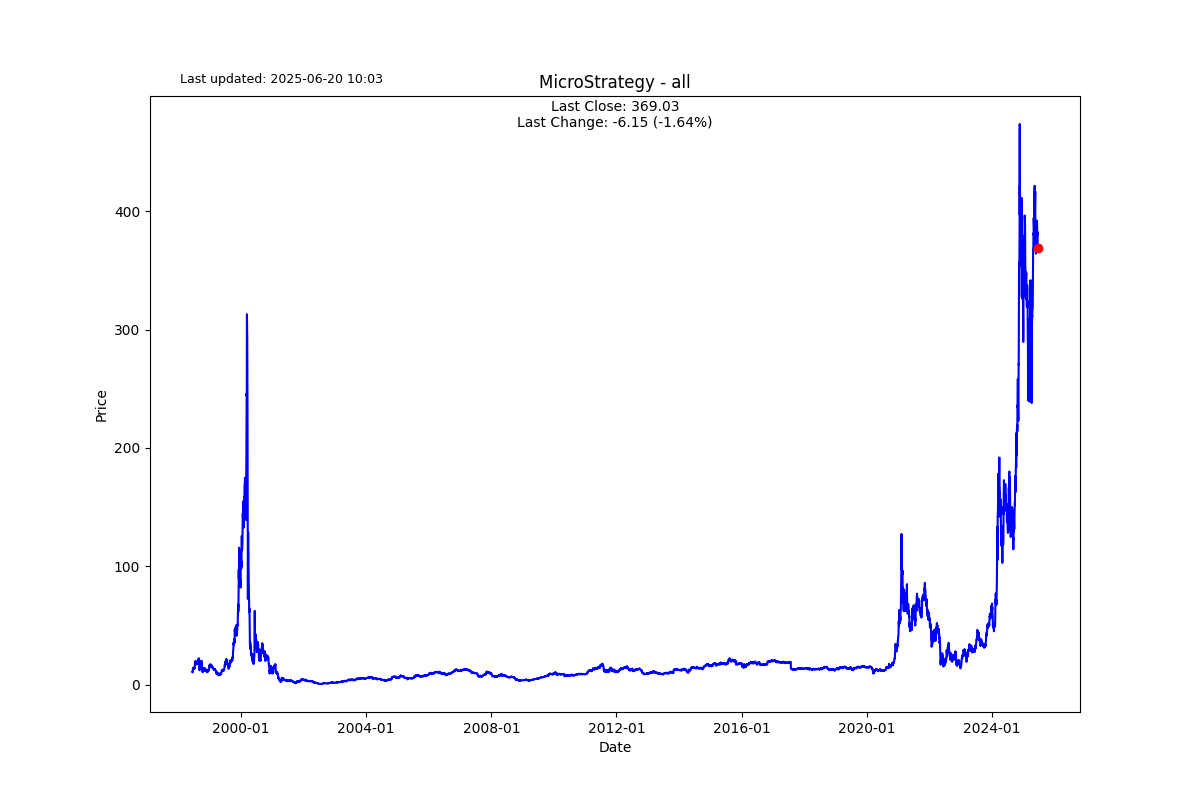 Last updated: 2025-06-20 10:03
MicroStrategy - all
Last Close: 369.03
Last Change: -6.15 (-1.64%)
400
300
200
100
0
Price
2000-01
2004-01
2008-01
2012-01
2016-01
2020-01
2024-01
Date